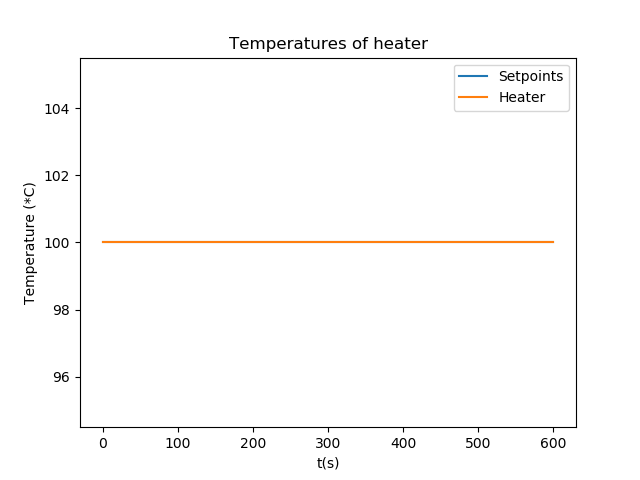 Temperatures of heater
Setpoints
Heater
104
102
100
98
96
Temperature (*C)
0 100 200 300 400 500 600
t(s)